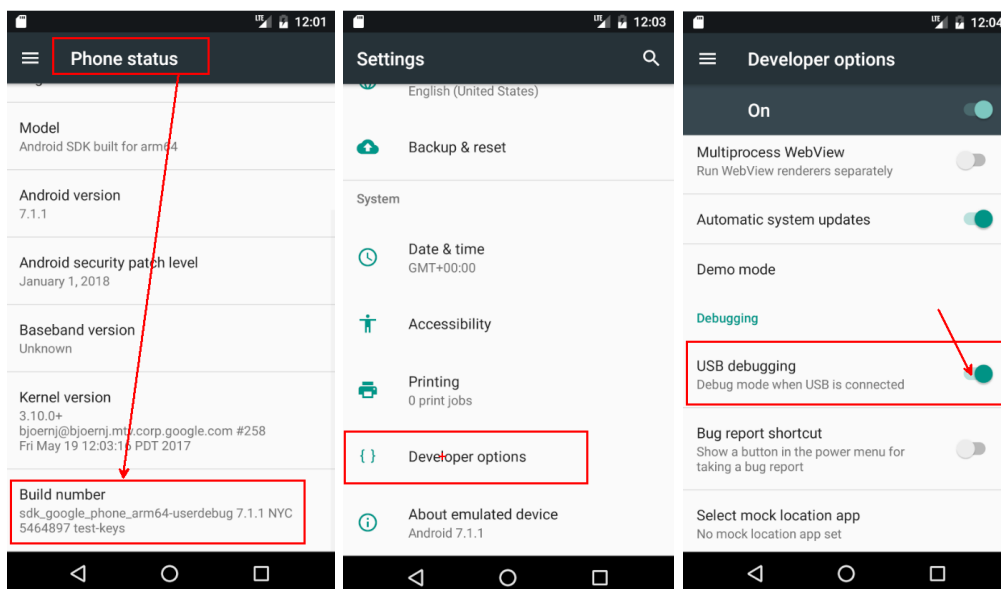 LTE 12:01
Phone status
Model
Android SDK built for arm64
Android version
7.1.1
Android security patch level
January 1, 2018
Baseband version
Unknown
Kernel version
3.10.0+
bjoernj@bjoernj.mtv.corp.google.com #258
Fri May 19 12:03:16 PDT 2017
Build number
sdk_google_phone_arm64-userdebug 7.1.1 NYC
5464897 test-keys
LTE 12:03
Settings
English (United States)
Backup & reset
System
Date & time
GMT+00:00
Accessibility
Printing
0 print jobs
{ } Developer options
About emulated device
Android 7.1.1
LTE 12:04
Developer options
On
Multiprocess WebView
Run WebView renderers separately
Automatic system updates
Demo mode
Debugging
USB debugging
Debug mode when USB is connected
Bug report shortcut
Show a button in the power menu for
taking a bug report
Select mock location app
No mock location app set